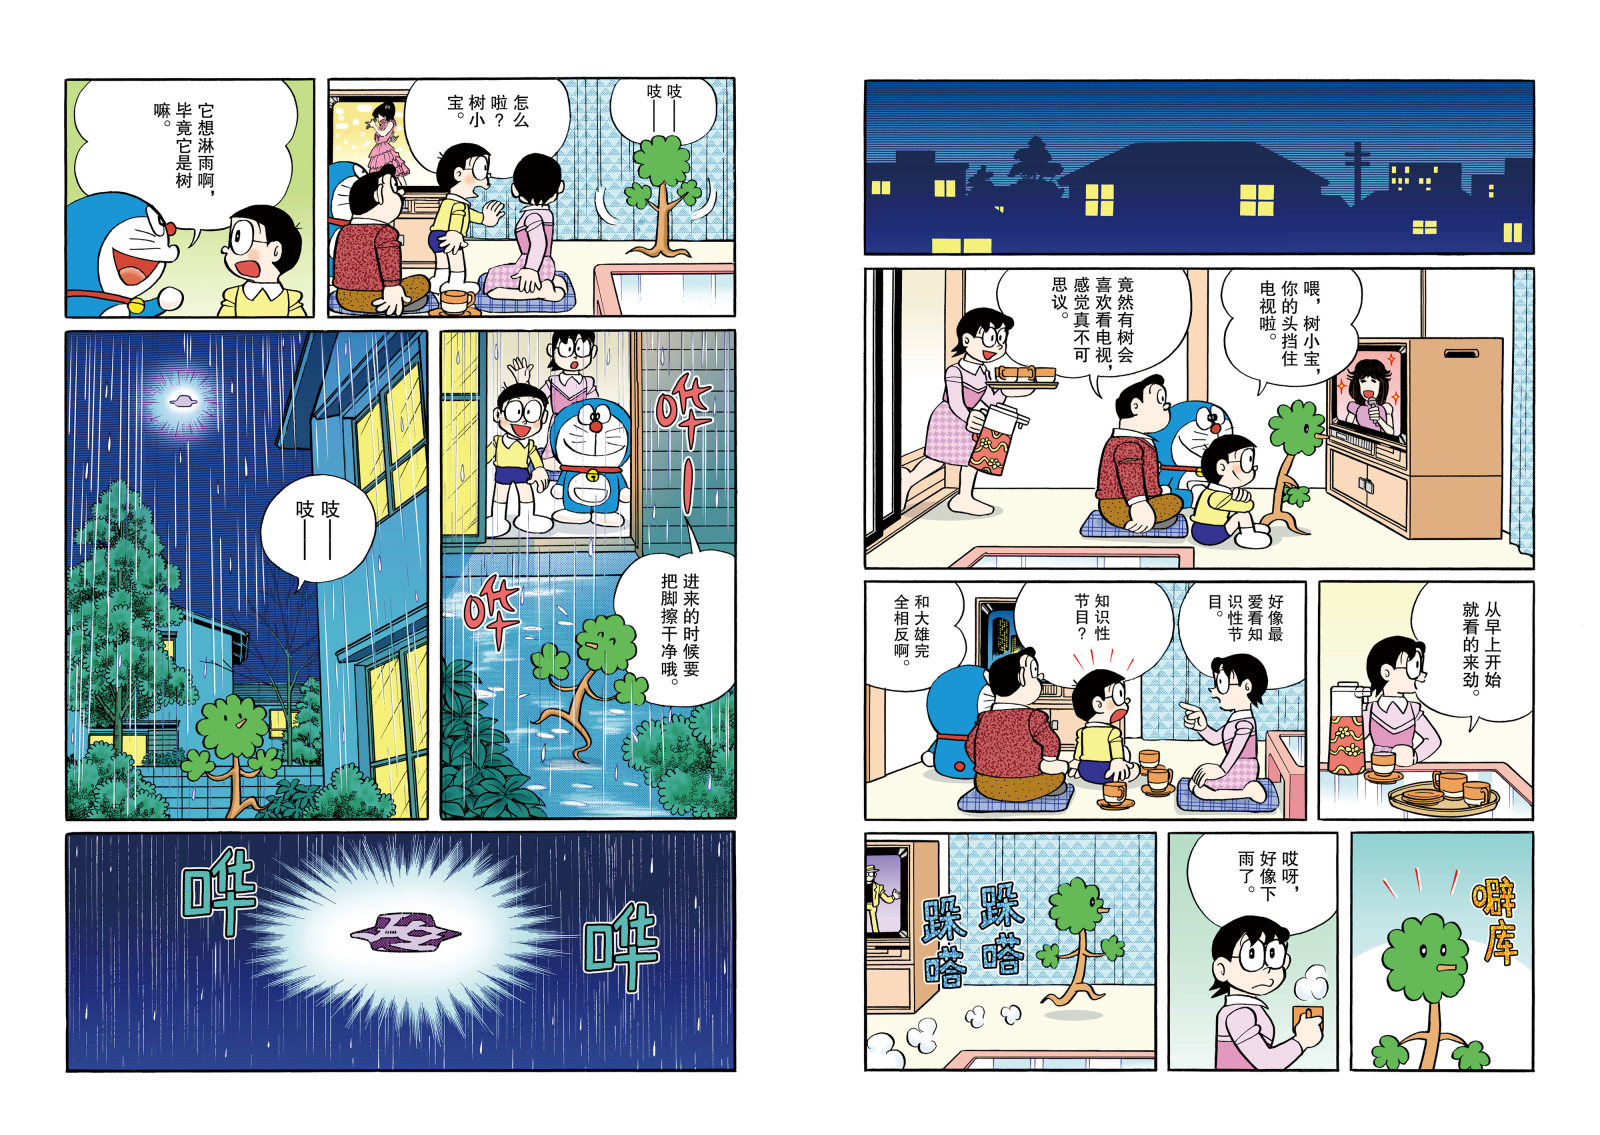 喂，树小宝，
你的头挡住
电视啦。
竟然有树会
喜欢看电视，
感觉真不可
思议。
从早上开始
就看的来劲。
好像最
爱看知
识性节
目。
知识性
节目？
和大雄完
全相反啊。
噼库
哎呀，
好像下
雨了。
跺嗒
跺嗒
吱——
吱——
怎么
啦？
树小
宝。
它想淋雨啊，
毕竟它是树
嘛。
哗—
进来的时候要
把脚擦干净哦。
哗
吱——
吱——
哗
哗